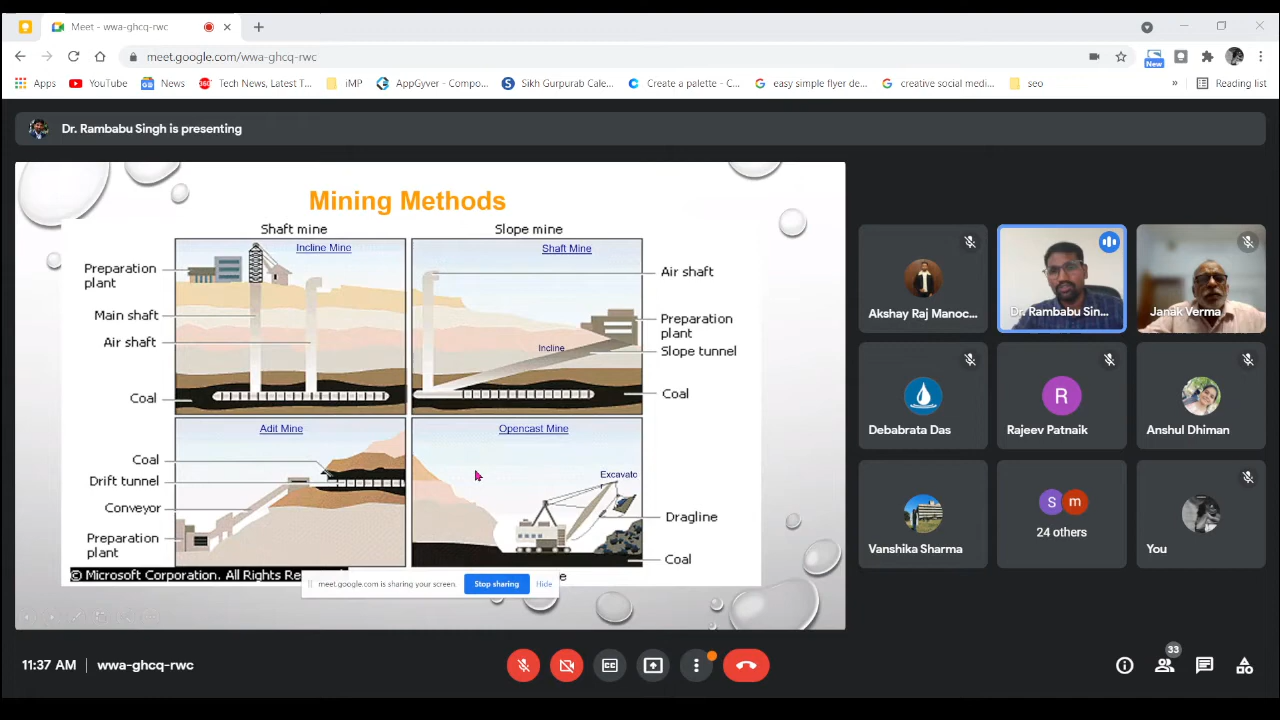 Meet - wwa-ghcq-rwc
meet.google.com/wwa-ghcq-rwc
New
Apps
YouTube
News
Tech News, Latest T...
iMP
AppGyver - Compo...
Sikh Gurpurab Cale...
Create a palette - C...
easy simple flyer de...
creative social medi...
seo
»
Reading list
Dr. Rambabu Singh is presenting
Mining Methods
Shaft mine
Slope mine
Incline Mine
Shaft Mine
Preparation
plant
Main shaft
Air shaft
Coal
Air shaft
Preparation
plant
Incline
Slope tunnel
Coal
Adit Mine
Opencast Mine
Coal
Drift tunnel
Conveyor
Preparation
plant
Excavato
Dragline
Coal
© Microsoft Corporation. All Rights Re
meet.google.com is sharing your screen.
Stop sharing
Hide
Akshay Raj Manoc...
Dr. Rambabu Sin...
Janak Verma
Debabrata Das
R
Rajeev Patnaik
Anshul Dhiman
Vanshika Sharma
S
m
24 others
You
11:37 AM
wwa-ghcq-rwc
33